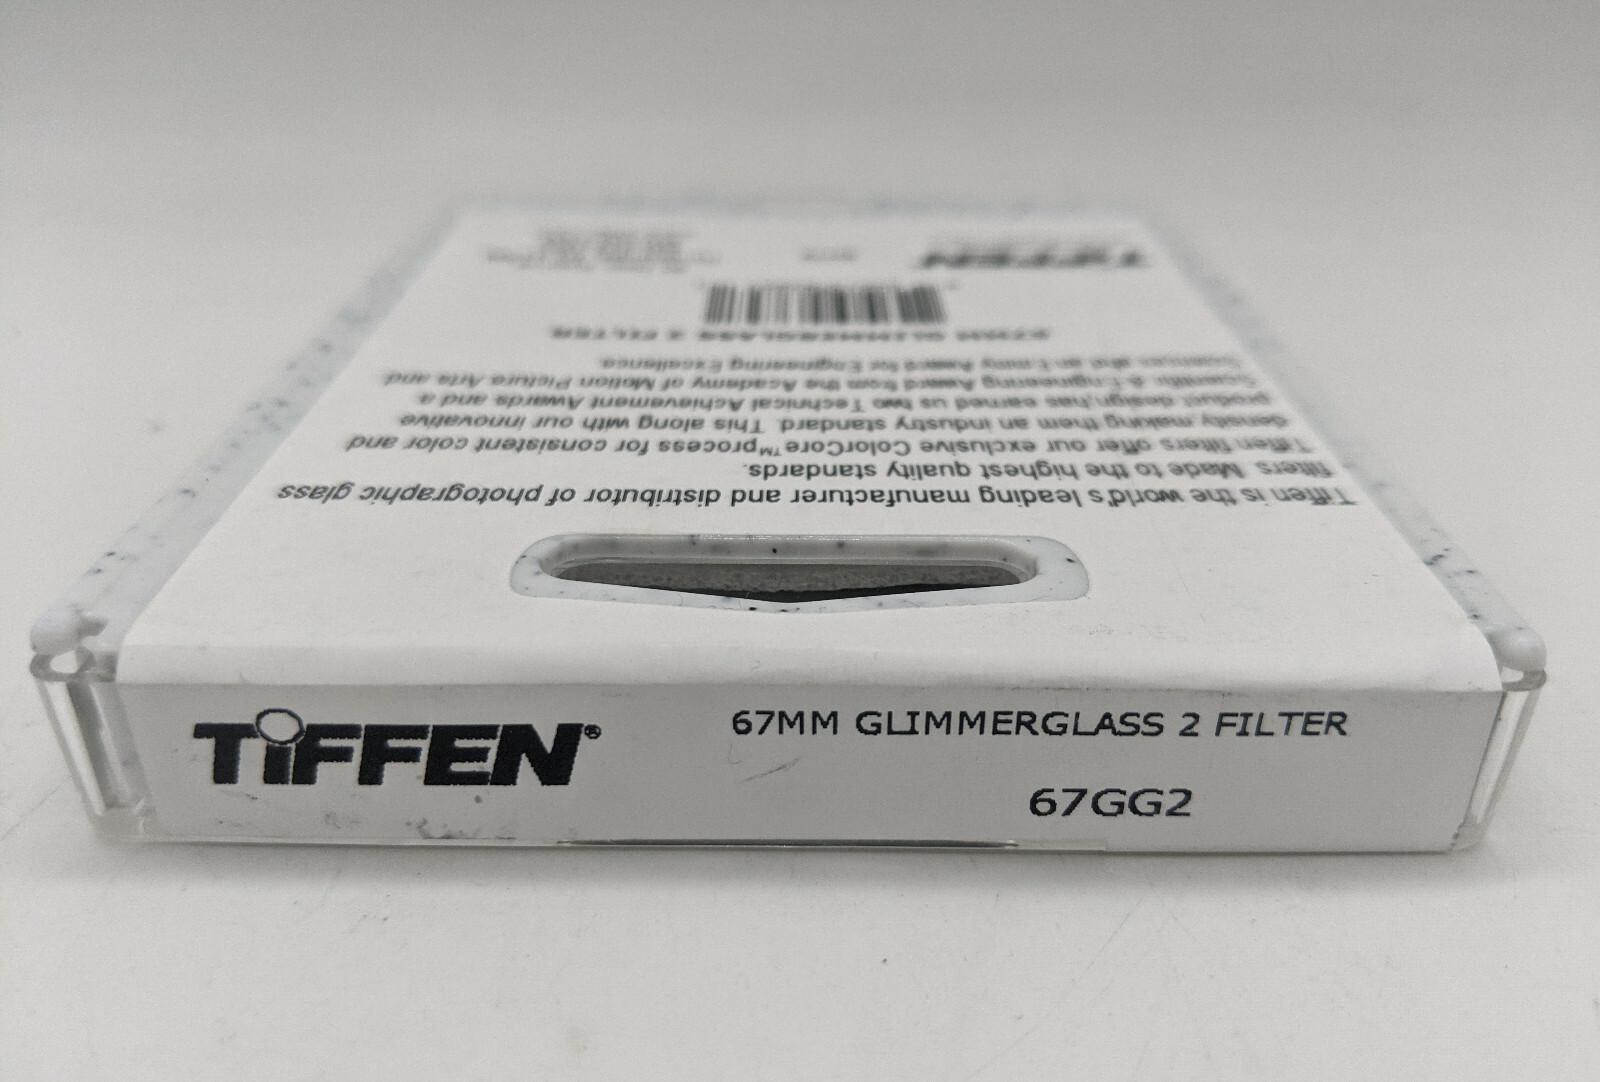 TiFFEN®
67MM GLIMMERGLASS 2 FILTER
67GG2
Tiffen is the world's leading manufacturer and distributor of photographic glass
filters. Made to the highest quality standards.
Tiffen filters offer our exclusive ColorCore™ process for consistent color and
density, making them an industry standard. This along with our innovative
product design has earned us two Technical Achievement Awards and a
Scientific & Engineering Award from the Academy of Motion Picture Arts and
Sciences and an Emmy Award for Engineering Excellence.
67MM GLIMMERGLASS 2 FILTER
TiFFEN